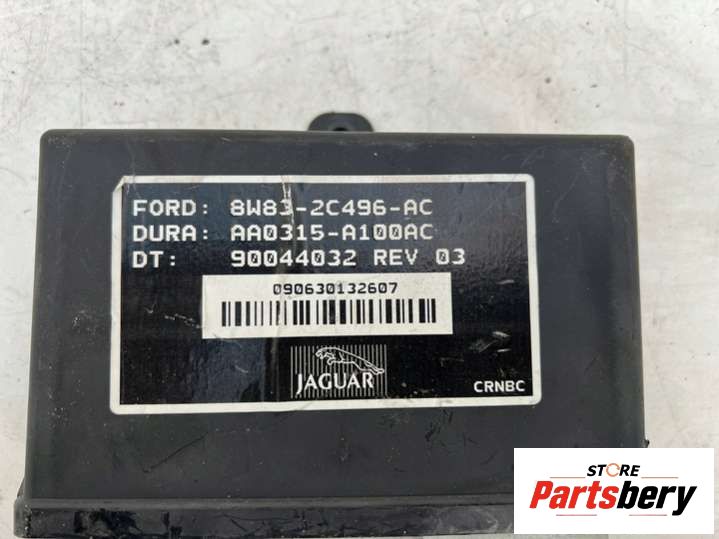 FORD: 8W83-2C496-AC
DURA: AA0315-A100AC
DT: 90044032 REV 03
090630132607
JAGUAR
CRNBC
STORE
Partsbery